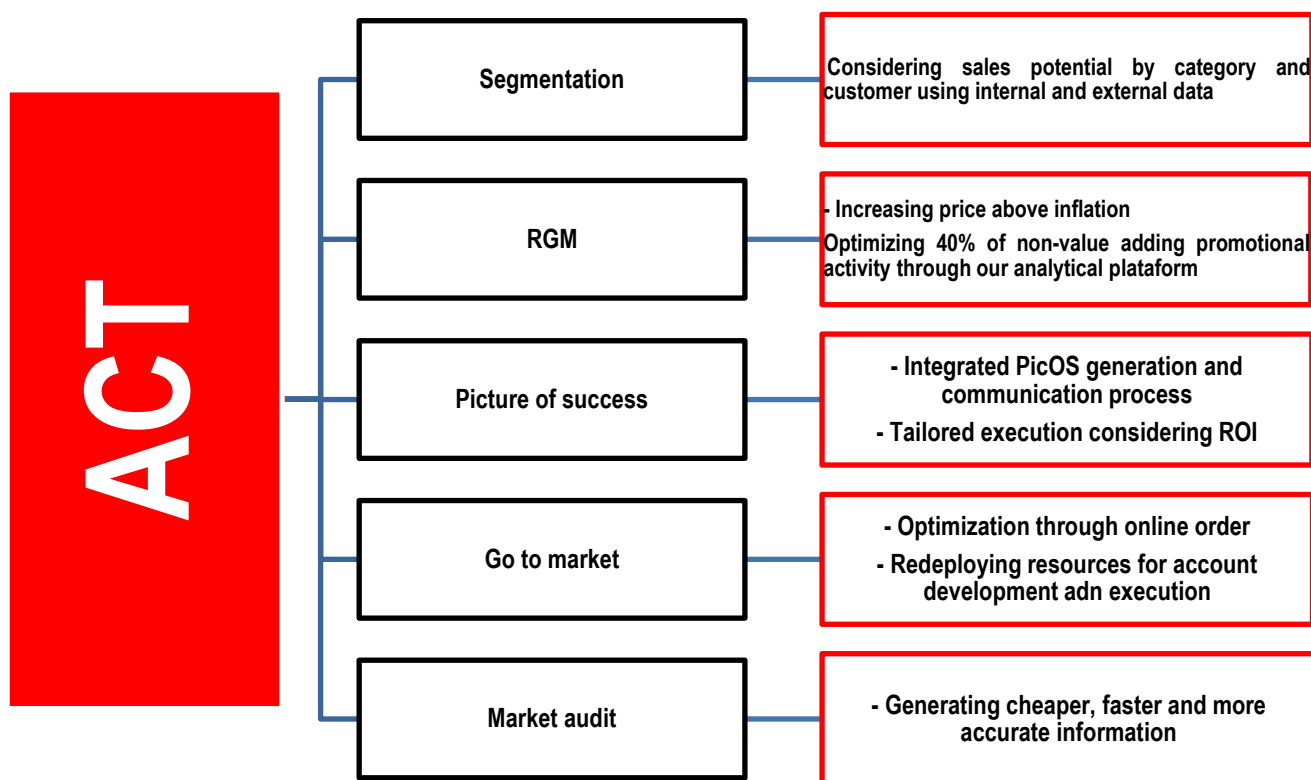 ACT
Segmentation
Considering sales potential by category and
customer using internal and external data
RGM
- Increasing price above inflation
Optimizing 40% of non-value adding promotional
activity through our analytical plataform
Picture of success
- Integrated PicOS generation and
communication process
- Tailored execution considering ROI
Go to market
- Optimization through online order
- Redeploying resources for account
development adn execution
Market audit
- Generating cheaper, faster and more
accurate information